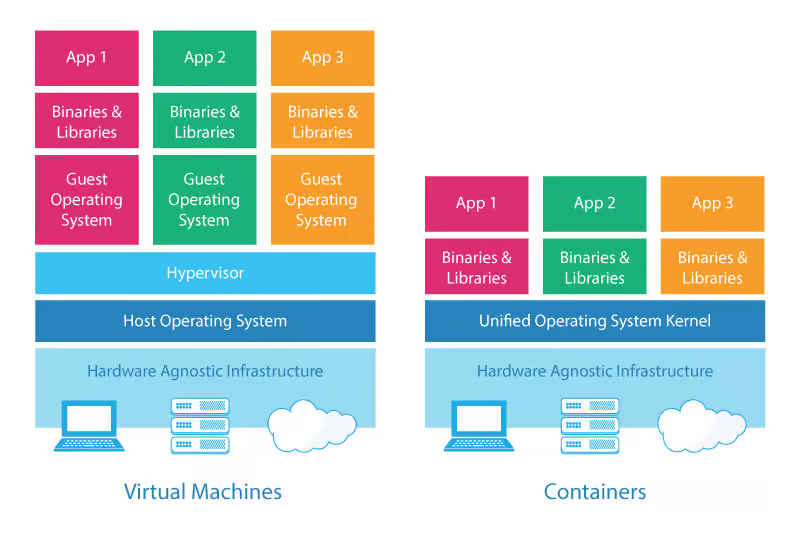 App 1
App 2
App 3
Binaries &
Libraries
Binaries &
Libraries
Binaries &
Libraries
Guest
Operating
System
Guest
Operating
System
Guest
Operating
System
Hypervisor
Host Operating System
Hardware Agnostic Infrastructure
Virtual Machines
App 1
App 2
App 3
Binaries &
Libraries
Binaries &
Libraries
Binaries &
Libraries
Unified Operating System Kernel
Hardware Agnostic Infrastructure
Containers